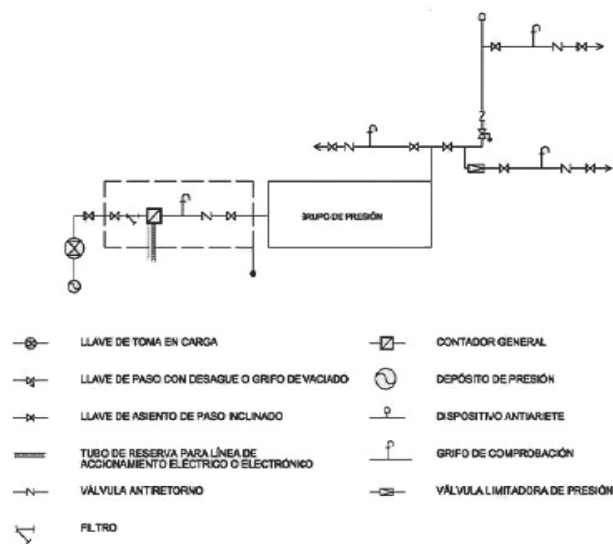 GRUPO DE PRESIÓN
LLAVE DE TOMA EN CARGA
LLAVE DE PASO CON DESAGUE O GRIFO DE VACIADO
LLAVE DE ASIENTO DE PASO INCLINADO
TUBO DE RESERVA PARA LÍNEA DE
ACCIONAMIENTO ELÉCTRICO O ELECTRÓNICO
VÁLVULA ANTIRETORNO
FILTRO
CONTADOR GENERAL
DEPÓSITO DE PRESIÓN
DISPOSITIVO ANTIARIETE
GRIFO DE COMPROBACIÓN
VÁLVULA LIMITADORA DE PRESIÓN